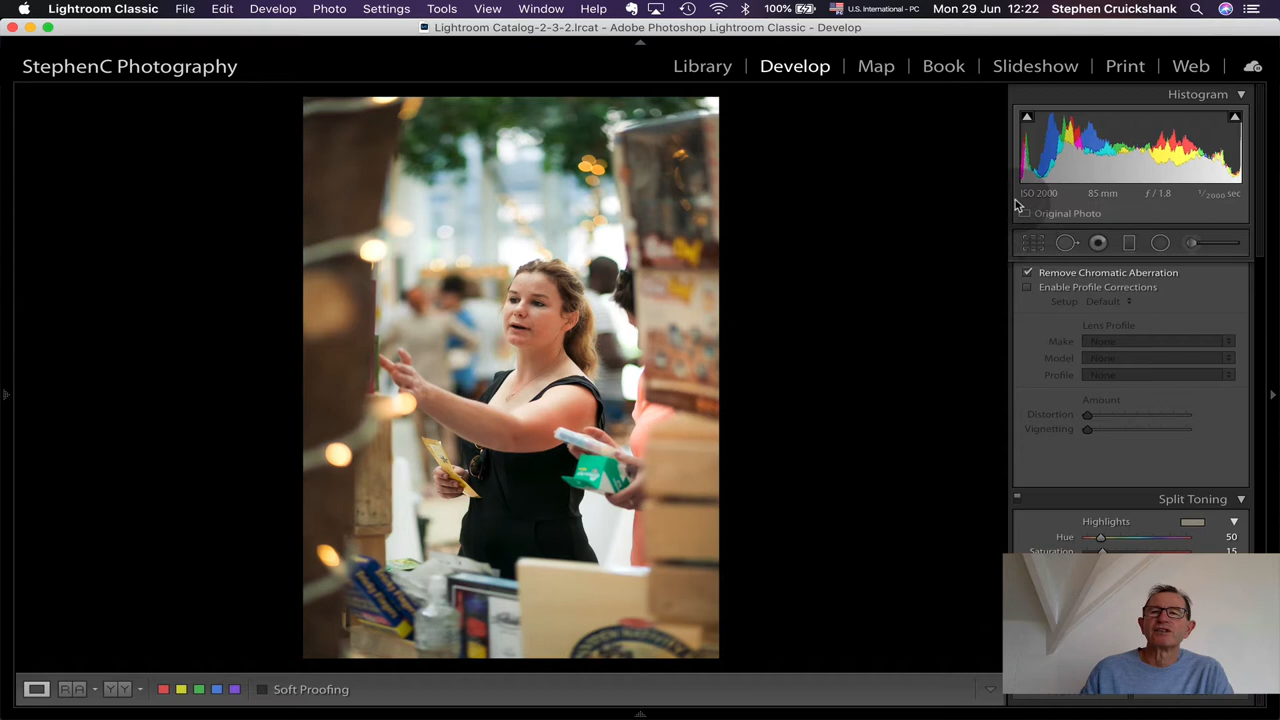 Lightroom Classic File Edit Develop Photo Settings Tools View Window Help 100% U.S. International - PC Mon 29 Jun 12:22 Stephen Cruickshank
Lightroom Catalog-2-3-2.lrcat - Adobe Photoshop Lightroom Classic - Develop
StephenC Photography Library | Develop | Map | Book | Slideshow | Print | Web
Histogram
ISO 2000 85 mm ƒ / 1.8 1/2000 sec
Original Photo
Remove Chromatic Aberration
Enable Profile Corrections
Setup Default
Lens Profile
Make None
Model None
Profile None
Amount
Distortion
Vignetting
Split Toning
Highlights
Hue 50
Saturation 15
RA YY Soft Proofing